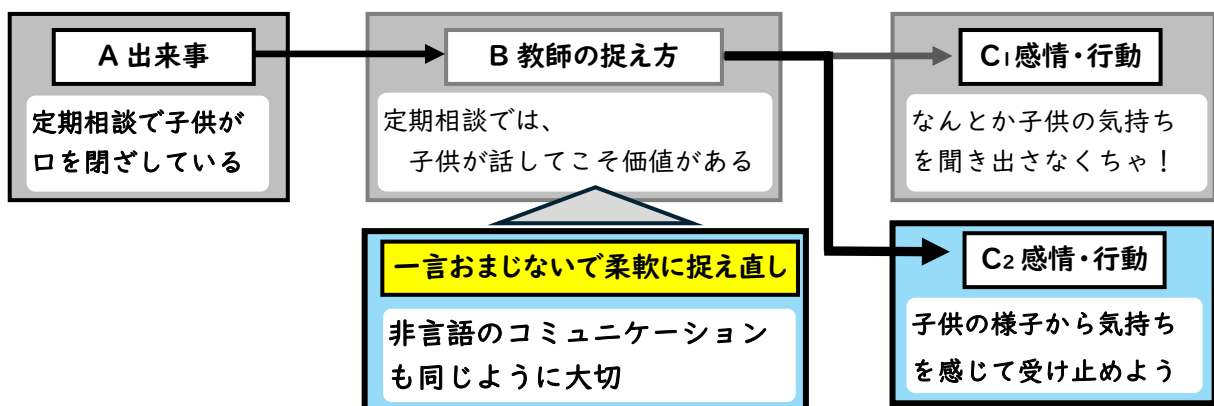 A 出来事
定期相談で子供が
口を閉ざしている
B 教師の捉え方
定期相談では、
子供が話してこそ価値がある
C1感情・行動
なんとか子供の気持ち
を聞き出さなくちゃ！
一言おまじないで柔軟に捉え直し
非言語のコミュニケーション
も同じように大切
C2 感情・行動
子供の様子から気持ち
を感じて受け止めよう